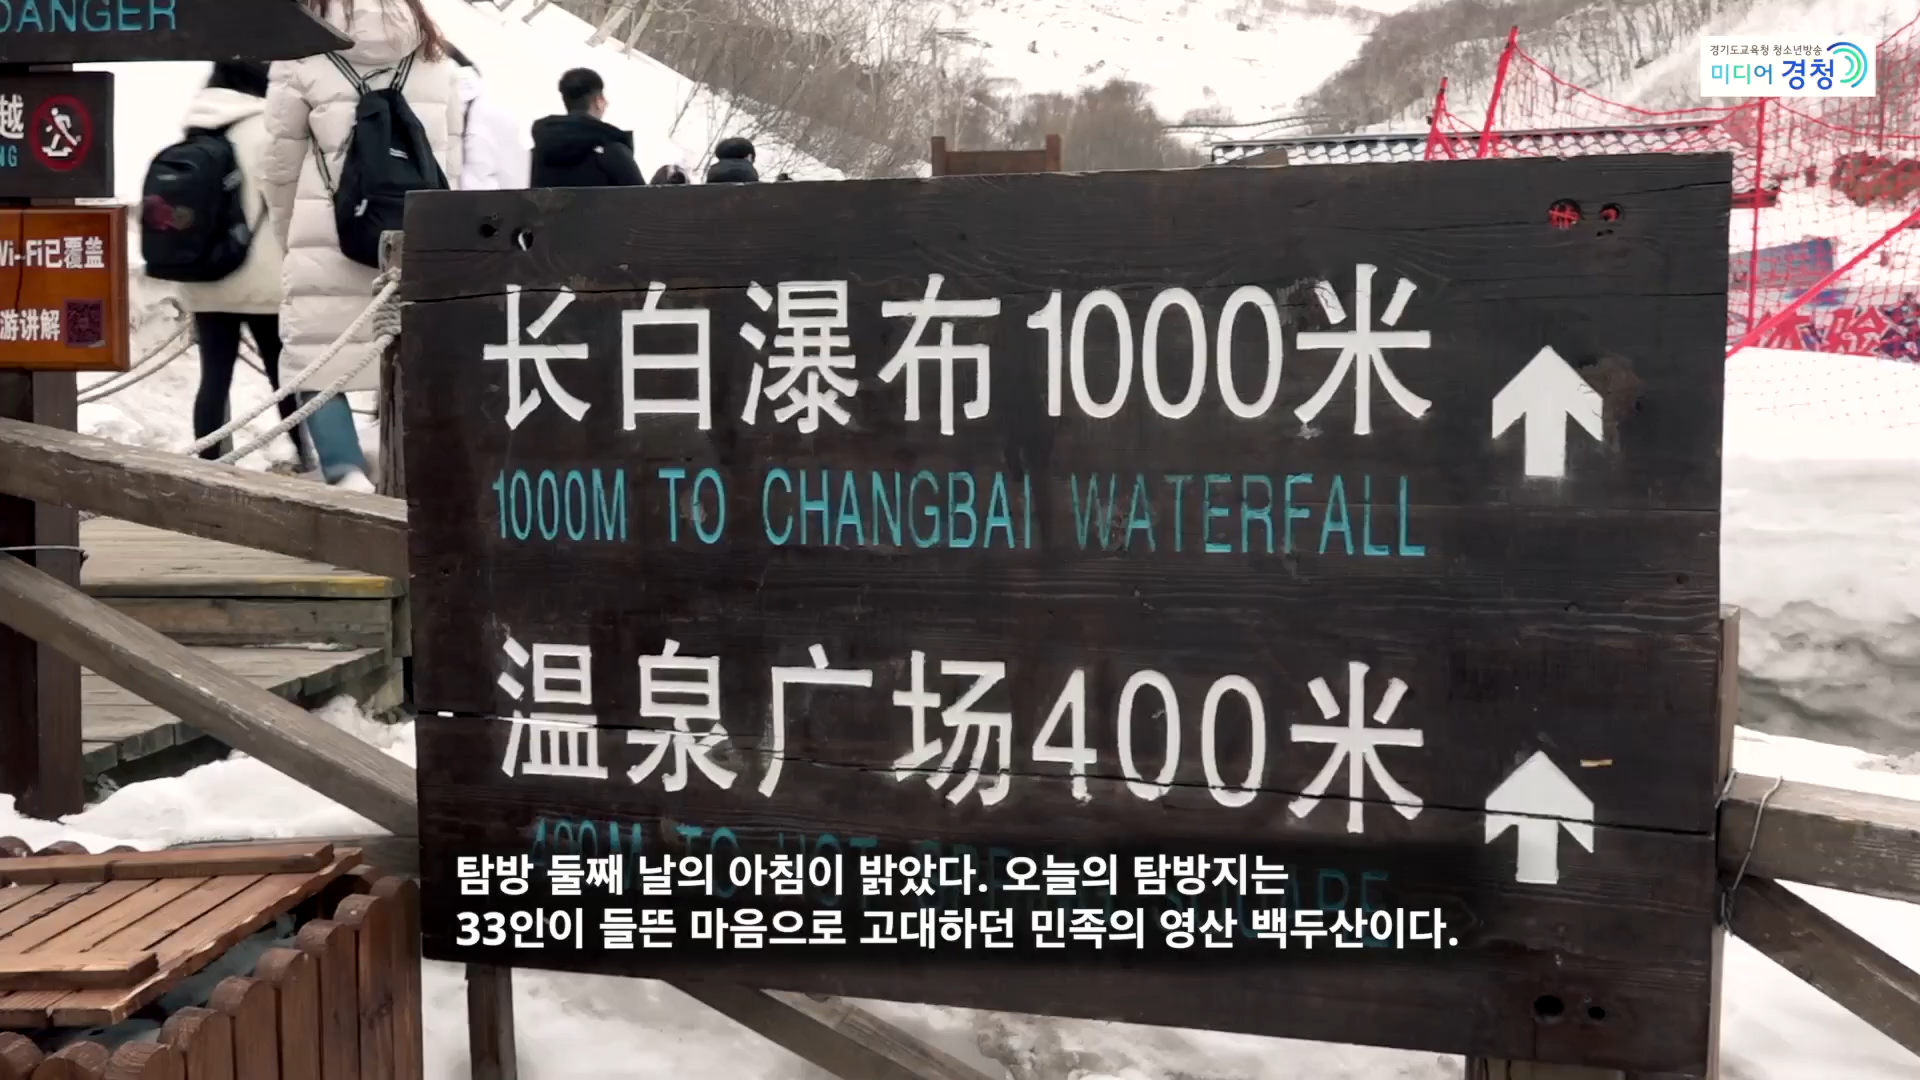 DANGER
越
NG
Wi-Fi已覆盖
游讲解
경기도교육청 청소년방송
미디어 경청
长白瀑布1000米
1000M TO CHANGBAI WATERFALL
温泉广场400米
400M TO HOT
탐방 둘째 날의 아침이 밝았다. 오늘의 탐방지는
33인이 들뜬 마음으로 고대하던 민족의 영산 백두산이다.